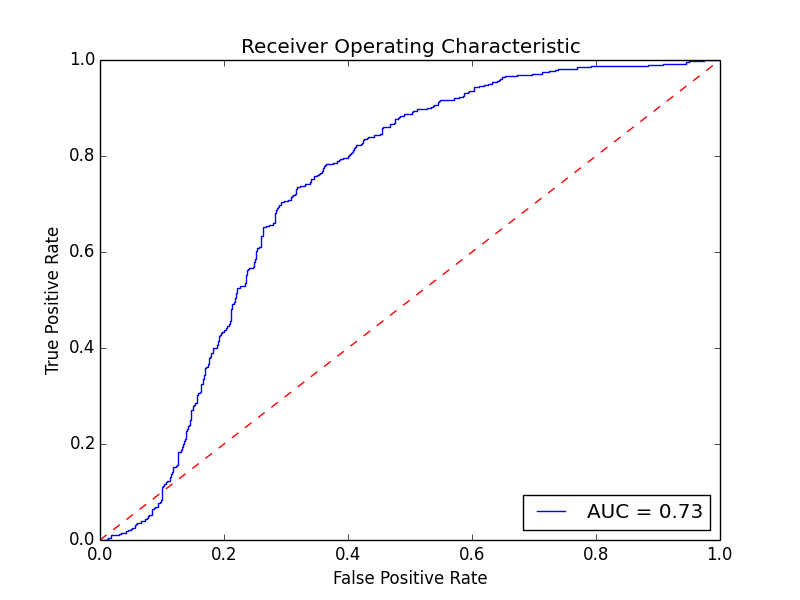 Receiver Operating Characteristic
1.0
0.8
0.6
0.4
0.2
0.0
True Positive Rate
AUC = 0.73
0.0 0.2 0.4 0.6 0.8 1.0
False Positive Rate